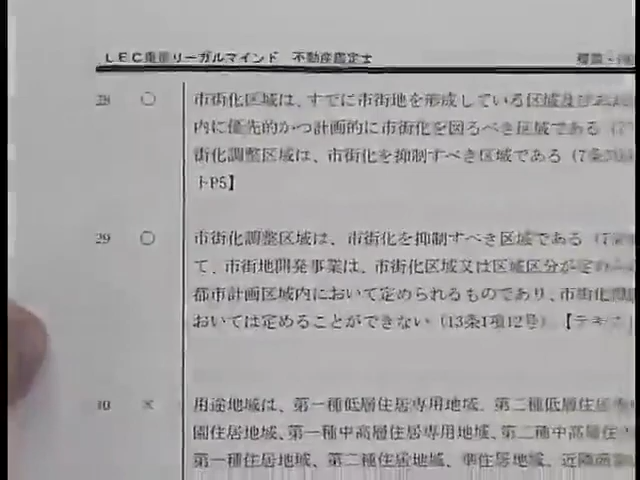 LEC東京リーガルマインド 不動産鑑定士
28 ○ 市街化区域は、すでに市街地を形成している区域及び
内に優先的かつ計画的に市街化を図るべき区域である（7
街化調整区域は、市街化を抑制すべき区域である（7条
トP5】
29 ○ 市街化調整区域は、市街化を抑制すべき区域である（7
て、市街地開発事業は、市街化区域又は区域区分が定
都市計画区域内において定められるものであり、市街化調
おいては定めることができない（13条1項12号）【テキス
× 用途地域は、第一種低層住居専用地域、第二種低層住居
園住居地域、第一種中高層住居専用地域、第二種中高層住
第一種住居地域、第二種住居地域、準住居地域、近隣商